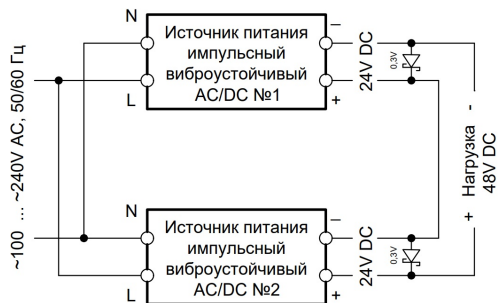 N
–
Источник питания
импульсный
виброустойчивый
AC/DC №1
L
+
24V DC
0,3V
~100 ... ~240V AC, 50/60 Гц
+ Нагрузка -
48V DC
N
–
Источник питания
импульсный
виброустойчивый
AC/DC №2
L
+
24V DC
0,3V